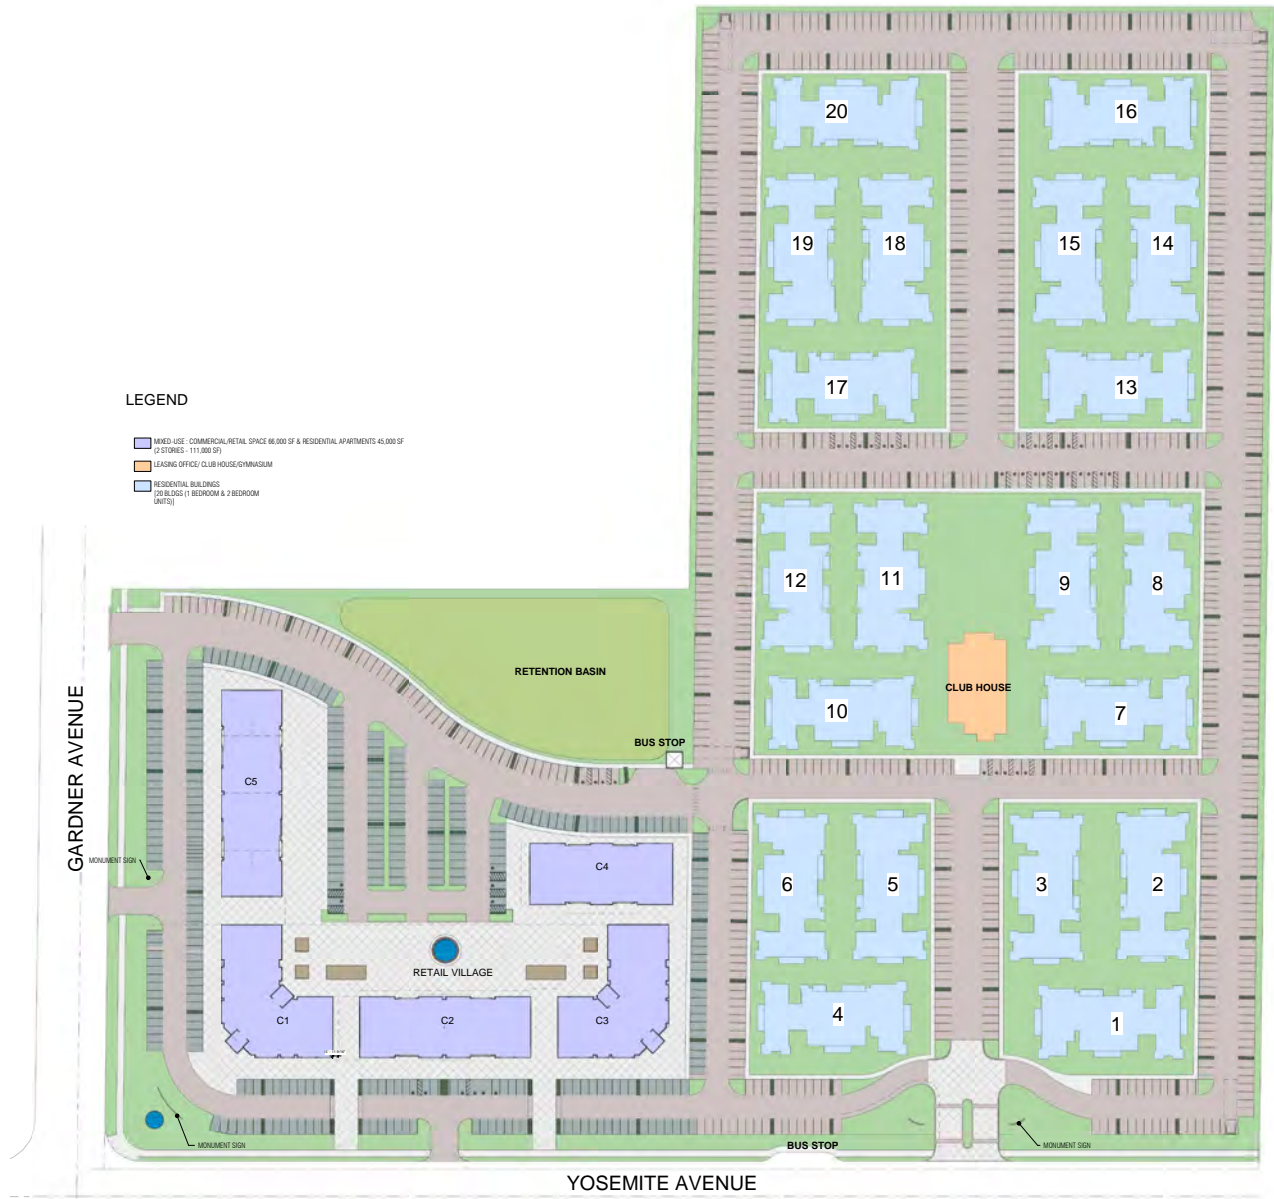 20
16
19
18
15
14
17
13
LEGEND
MIXED-USE : COMMERCIAL/RETAIL SPACE 66,000 SF & RESIDENTIAL APARTMENTS 45,000 SF
(2 STORIES - 111,000 SF)
LEASING OFFICE/ CLUB HOUSE/GYMNASIUM
RESIDENTIAL BUILDINGS
[20 BLDGS (1 BEDROOM & 2 BEDROOM
UNITS)]
12
11
9
8
RETENTION BASIN
CLUB HOUSE
10
7
BUS STOP
GARDNER AVENUE
C5
MONUMENT SIGN
C4
6
5
3
2
RETAIL VILLAGE
C1
C2
C3
4
1
MONUMENT SIGN
BUS STOP
MONUMENT SIGN
YOSEMITE AVENUE